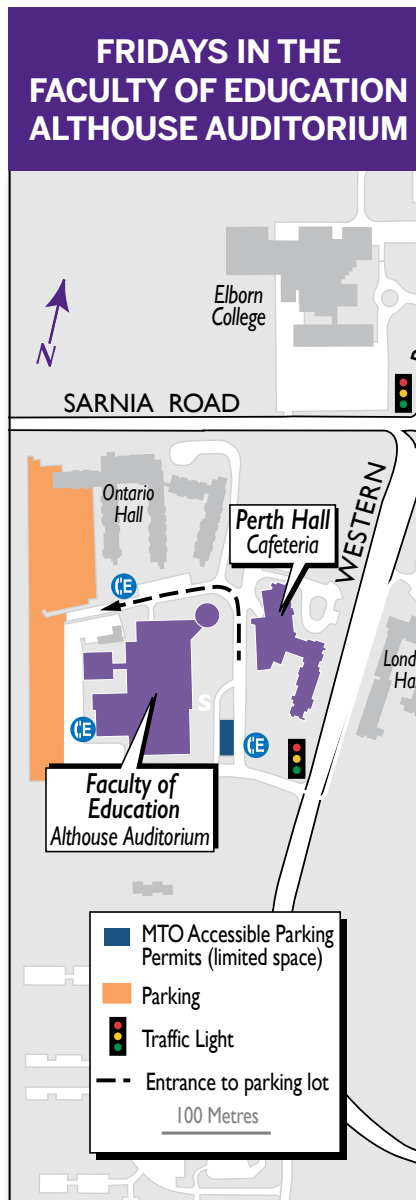 FRIDAYS IN THE
FACULTY OF EDUCATION
ALTHOUSE AUDITORIUM
Elborn
College
N
SARNIA ROAD
Ontario
Hall
Perth Hall
Cafeteria
WESTERN
E
Lond
Ha
S
E
E
Faculty of
Education
Althouse Auditorium
MTO Accessible Parking
Permits (limited space)
Parking
Traffic Light
Entrance to parking lot
100 Metres